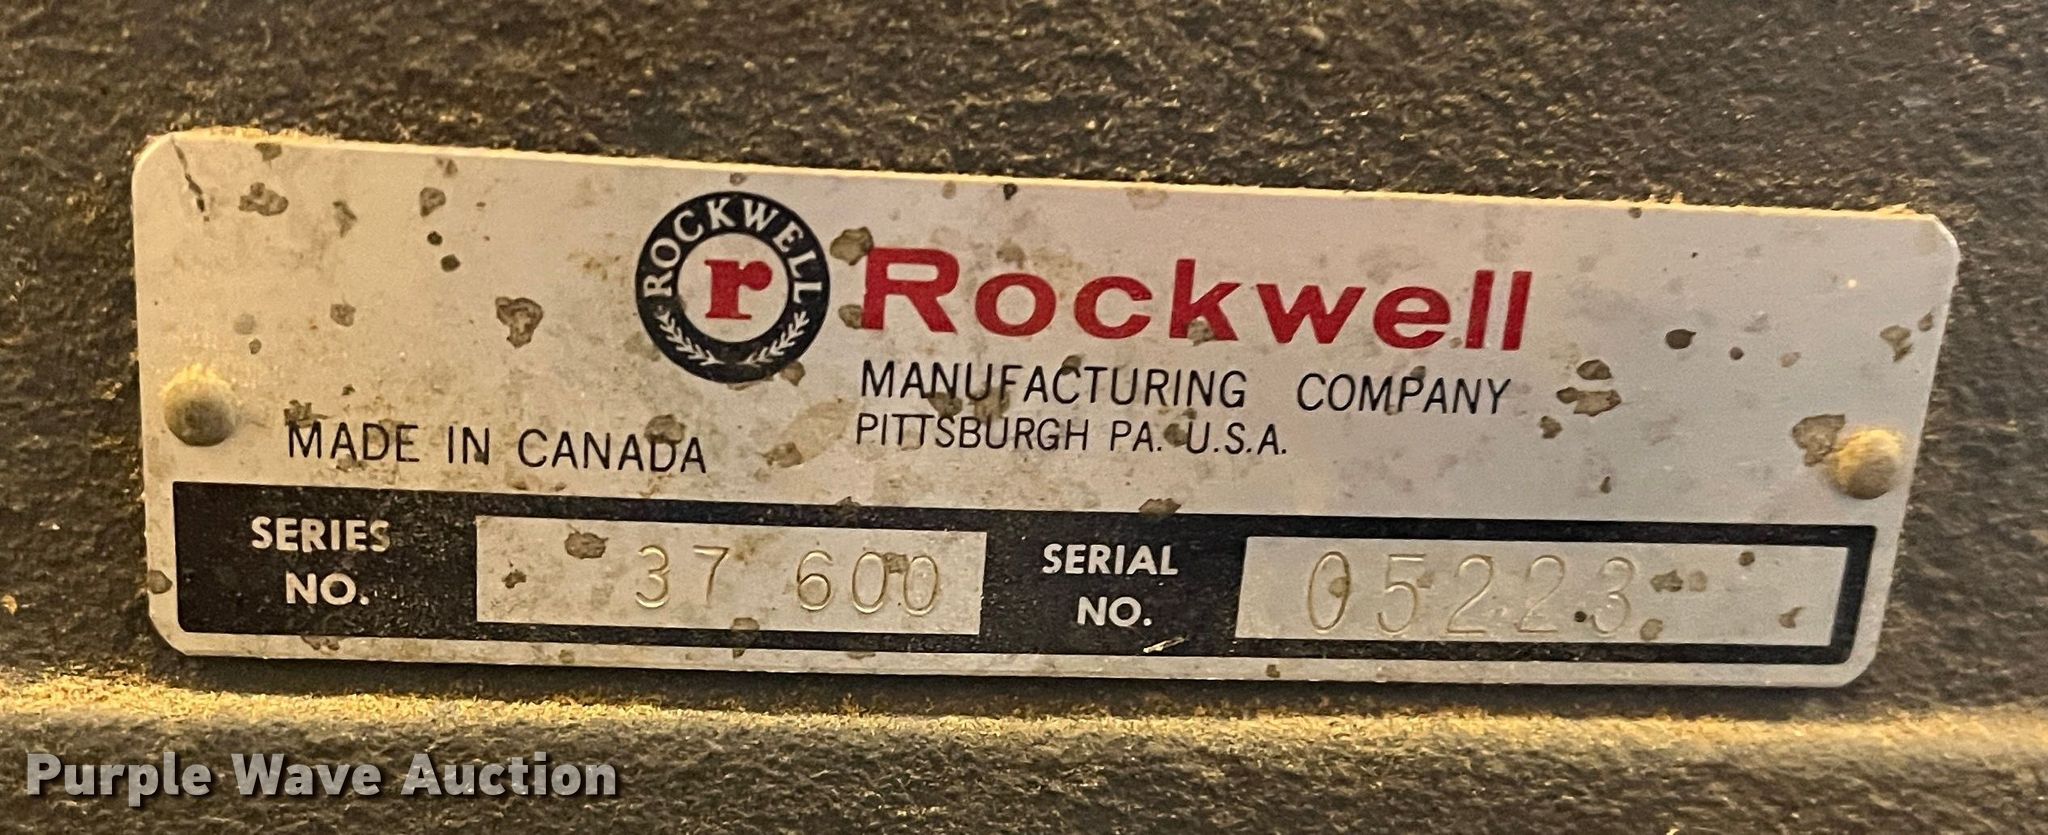 ROCKWELL
r
Rockwell
MANUFACTURING COMPANY
PITTSBURGH PA. U.S.A.
MADE IN CANADA
SERIES
NO.
37 600
SERIAL
NO.
05223
Purple Wave Auction